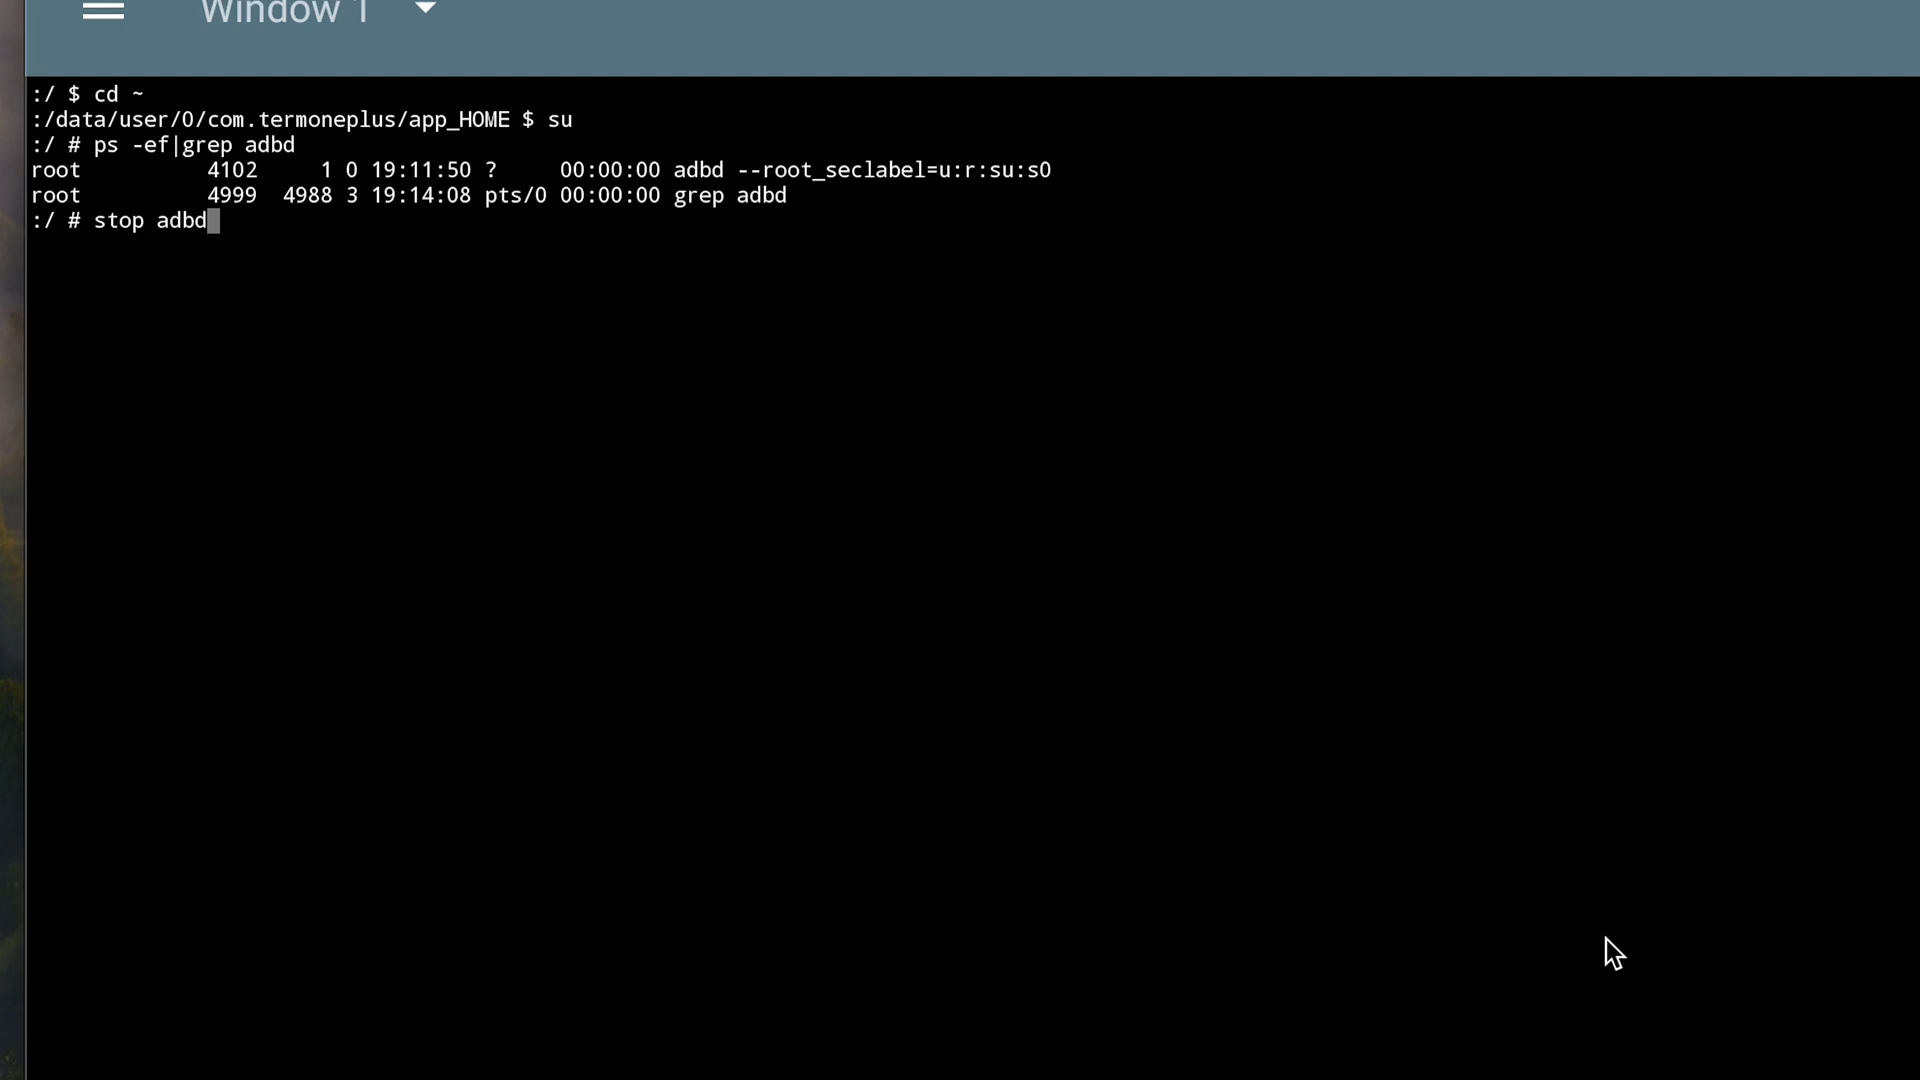 Window 1
:/ $ cd ~
:/data/user/0/com.termoneplus/app_HOME $ su
:/ # ps -ef|grep adbd
root          4102     1 0 19:11:50 ?     00:00:00 adbd --root_seclabel=u:r:su:s0
root          4999  4988 3 19:14:08 pts/0 00:00:00 grep adbd
:/ # stop adbd